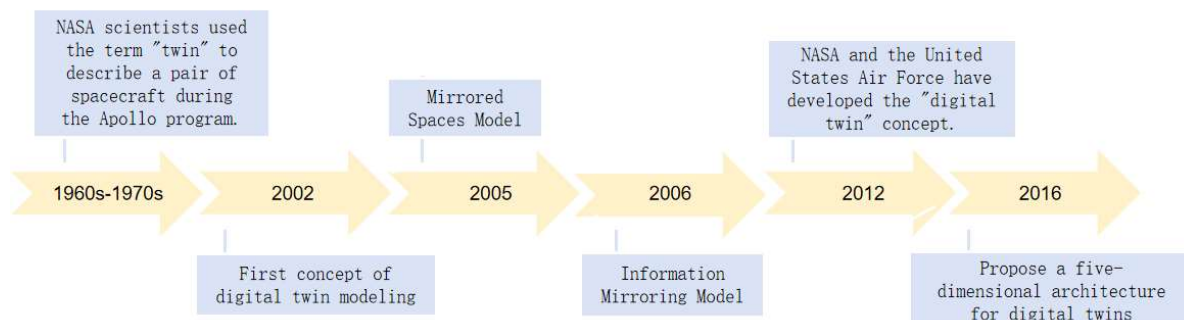 NASA scientists used
the term "twin" to
describe a pair of
spacecraft during
the Apollo program.
Mirrored
Spaces Model
NASA and the United
States Air Force have
developed the "digital
twin" concept.
1960s-1970s
2002
2005
2006
2012
2016
First concept of
digital twin modeling
Information
Mirroring Model
Propose a five-
dimensional architecture
for digital twins